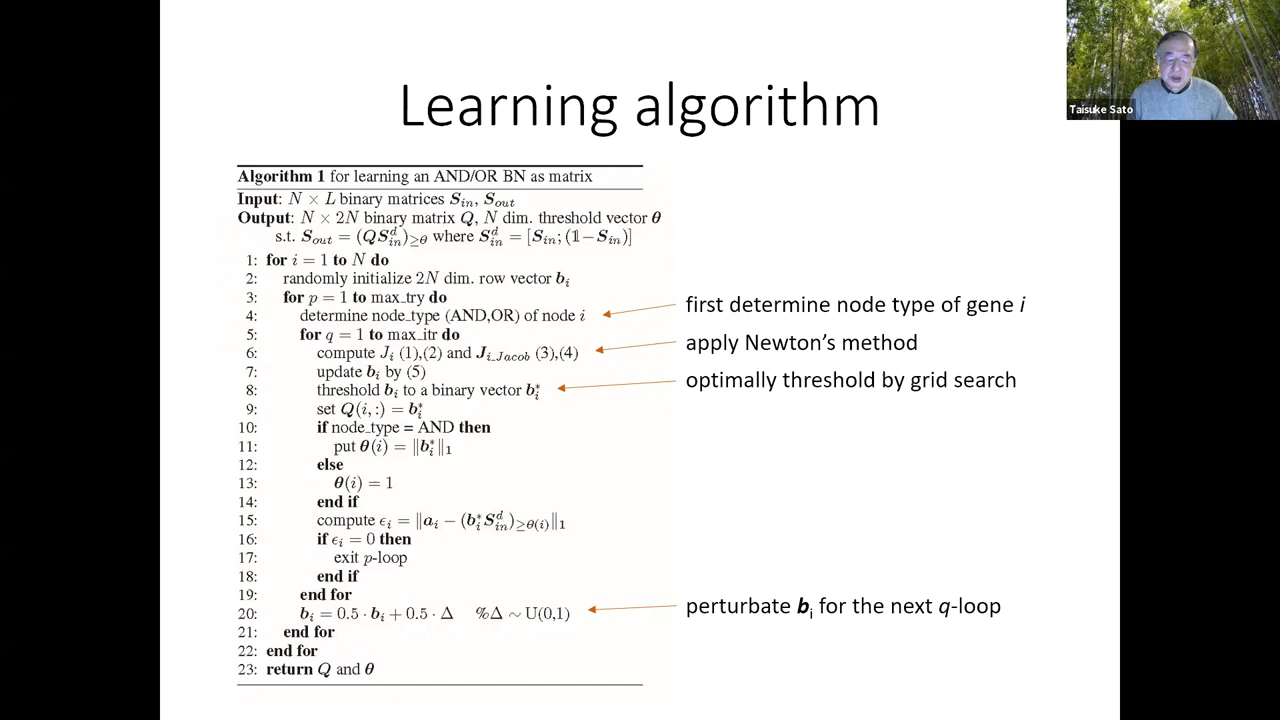 Taisuke Sato
Learning algorithm
Algorithm 1 for learning an AND/OR BN as matrix
Input: N × L binary matrices S_in, S_out
Output: N × 2N binary matrix Q, N dim. threshold vector θ
s.t. S_out = (QS^d_in)_≥θ where S^d_in = [S_in; (𝟙−S_in)]
1: for i = 1 to N do
2: randomly initialize 2N dim. row vector b_i
3: for p = 1 to max_try do
4: determine node_type (AND,OR) of node i
first determine node type of gene i
5: for q = 1 to max_itr do
6: compute J_i (1),(2) and J_i_Jacob (3),(4)
apply Newton's method
7: update b_i by (5)
8: threshold b_i to a binary vector b*_i
optimally threshold by grid search
9: set Q(i,:) = b*_i
10: if node_type = AND then
11: put θ(i) = ‖b*_i‖_1
12: else
13: θ(i) = 1
14: end if
15: compute ϵ_i = ‖a_i − (b*_i S^d_in)_≥θ(i)‖_1
16: if ϵ_i = 0 then
17: exit p-loop
18: end if
19: end for
20: b_i = 0.5 · b_i + 0.5 · Δ %Δ ∼ U(0,1)
perturbate b_i for the next q-loop
21: end for
22: end for
23: return Q and θ